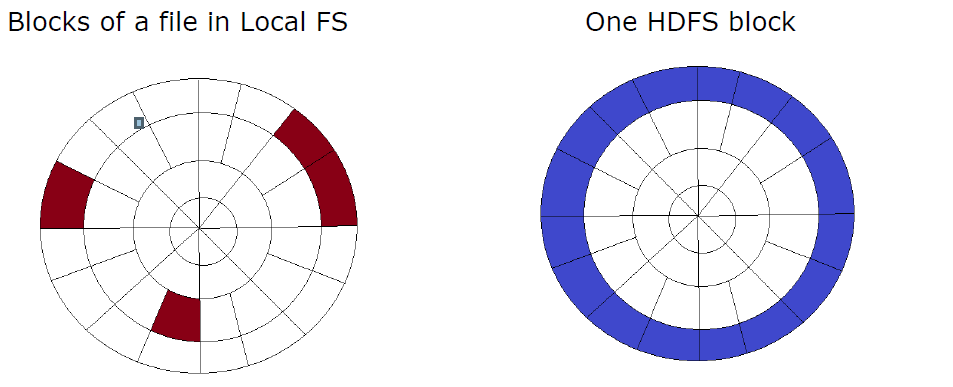 Blocks of a file in Local FS
One HDFS block